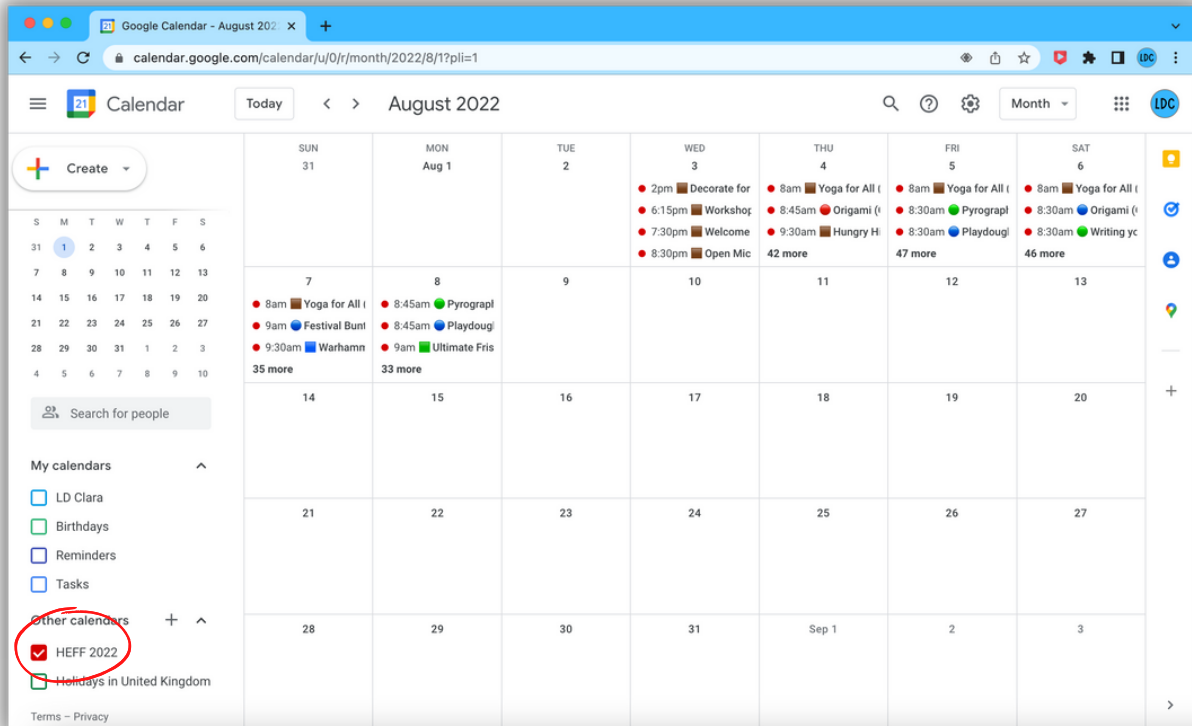 Google Calendar - August 202
calendar.google.com/calendar/u/0/r/month/2022/8/1?pli=1
LDC
21 Calendar
Today
August 2022
Month
LDC
Create
S M T W T F S
31 1 2 3 4 5 6
7 8 9 10 11 12 13
14 15 16 17 18 19 20
21 22 23 24 25 26 27
28 29 30 31 1 2 3
4 5 6 7 8 9 10
Search for people
My calendars
LD Clara
Birthdays
Reminders
Tasks
Other calendars
HEFF 2022
Holidays in United Kingdom
Terms – Privacy
SUN MON TUE WED THU FRI SAT
31 Aug 1 2 3 4 5 6
2pm Decorate for
6:15pm Workshop
7:30pm Welcome
8:30pm Open Mic
8am Yoga for All (
8:45am Origami (
9:30am Hungry Hi
42 more
8am Yoga for All (
8:30am Pyrograph
8:30am Playdoug
47 more
8am Yoga for All (
8:30am Origami (
8:30am Writing yo
46 more
7 8 9 10 11 12 13
8am Yoga for All (
9am Festival Bunt
9:30am Warhamm
35 more
8:45am Pyrograph
8:45am Playdoug
9am Ultimate Fris
33 more
14 15 16 17 18 19 20
21 22 23 24 25 26 27
28 29 30 31 Sep 1 2 3